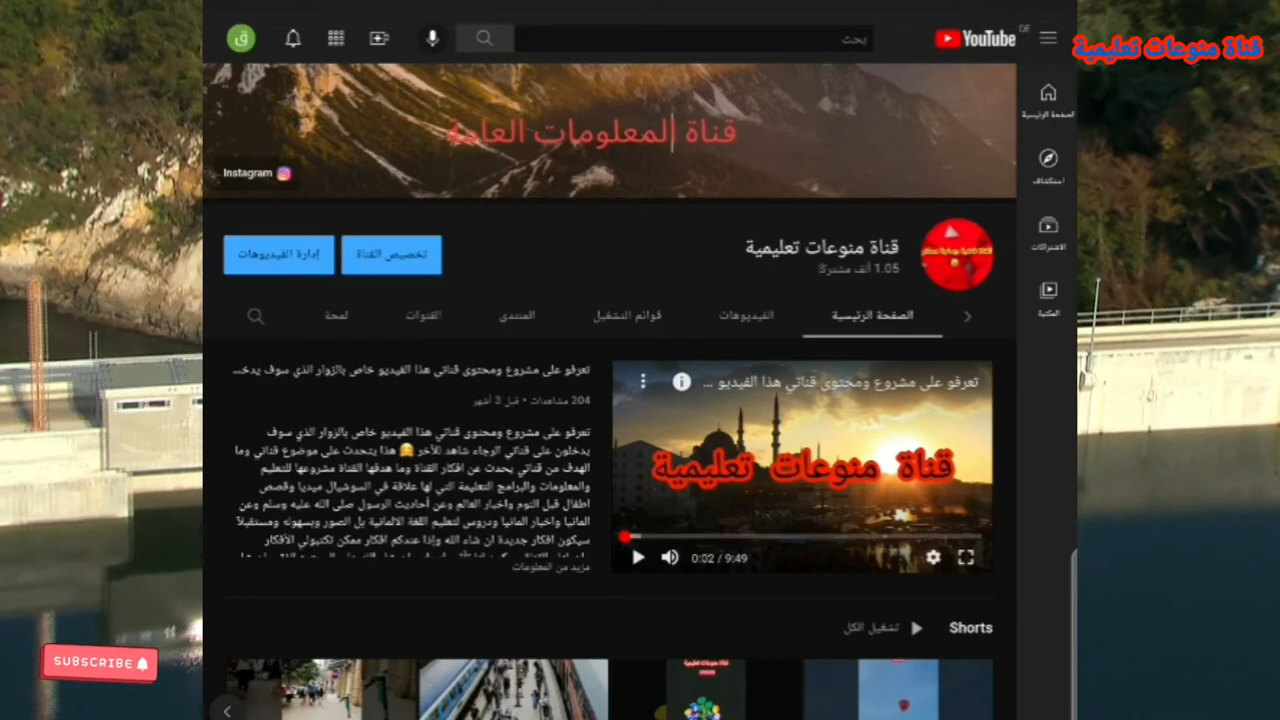 YouTube DE
بحث
قناة منوعات تعليمية
الصفحة الرئيسية
استكشاف
الاشتراكات
المكتبة
قناة المعلومات العامة
Instagram
قناة منوعات تعليمية
1.05 ألف مشترك
تخصيص القناة
إدارة الفيديوهات
الصفحة الرئيسية
الفيديوهات
قوائم التشغيل
المنتدى
القنوات
لمحة
تعرفو على مشروع ومحتوى قناتي هذا الفيديو ...
قناة منوعات تعليمية
0:02 / 9:49
تعرفو على مشروع ومحتوى قناتي هذا الفيديو خاص بالزوار الذي سوف يدخ...
204 مشاهدات • قبل 3 أشهر
تعرفو على مشروع ومحتوى قناتي هذا الفيديو خاص بالزوار الذي سوف
يدخلون على قناتي الرجاء شاهد للآخر 🤗 هذا يتحدث على موضوع قناتي وما
الهدف من قناتي يحدث عن افكار القناة وما هدفها القناة مشروعها للتعليم
والمعلومات والبرامج التعليمة التي لها علاقة في السوشيال ميديا وقصص
اطفال قبل النوم واخبار العالم وعن أحاديث الرسول صلى الله عليه وسلم وعن
المانيا واخبار المانيا ودروس لتعليم اللغة الالمانية بل الصور وبسهوله ومستقبلاً
سيكون افكار جديدة ان شاء الله وإذا عندكم افكار ممكن تكتبولي الأفكار
مزيد من المعلومات
Shorts
تشغيل الكل
قناة منوعات تعليمية
SUBSCRIBE